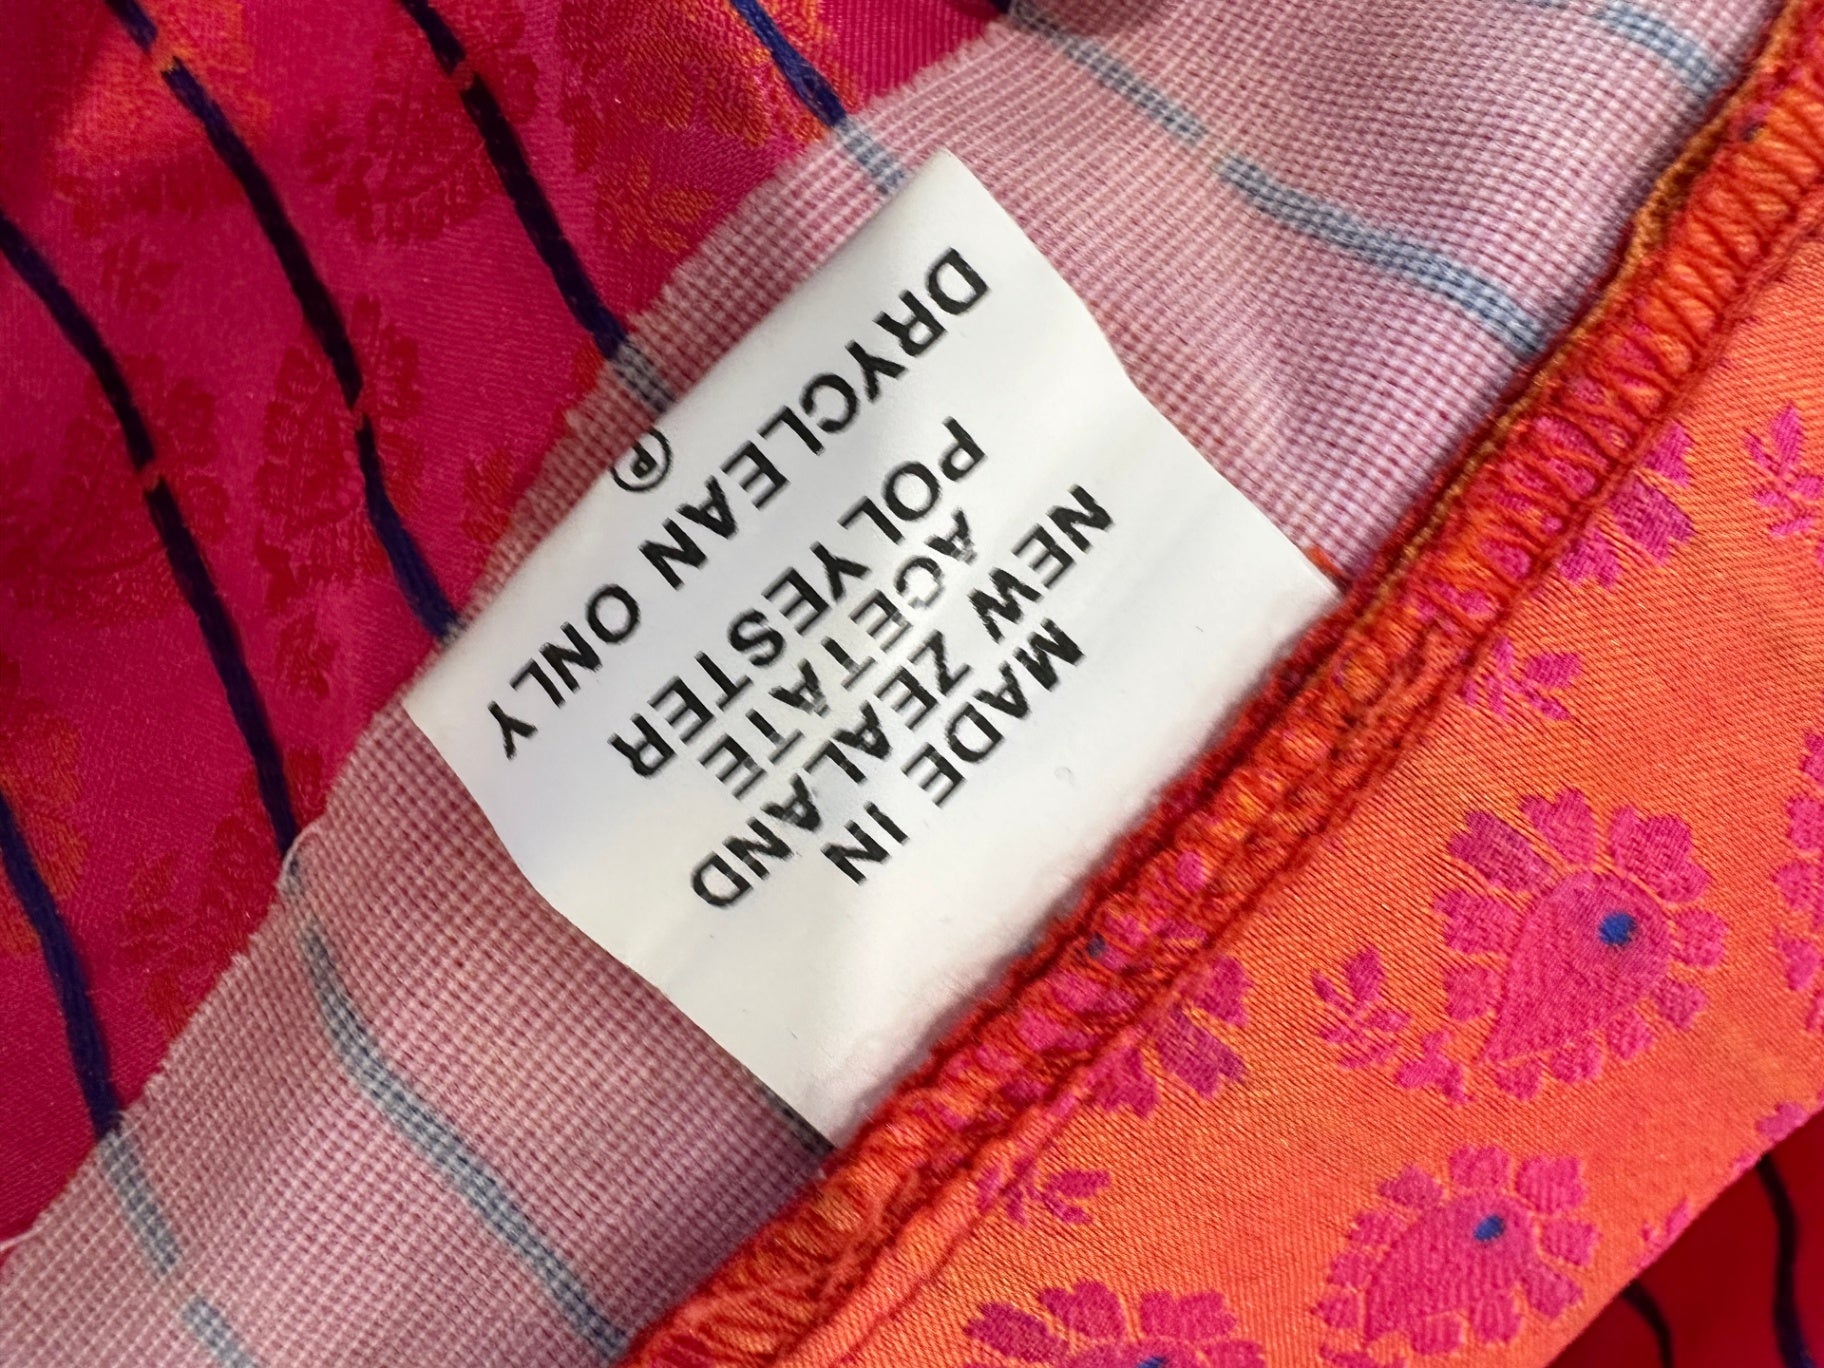 MADE IN
NEW ZEALAND
ACETATE
POLYESTER
DRYCLEAN ONLY
P